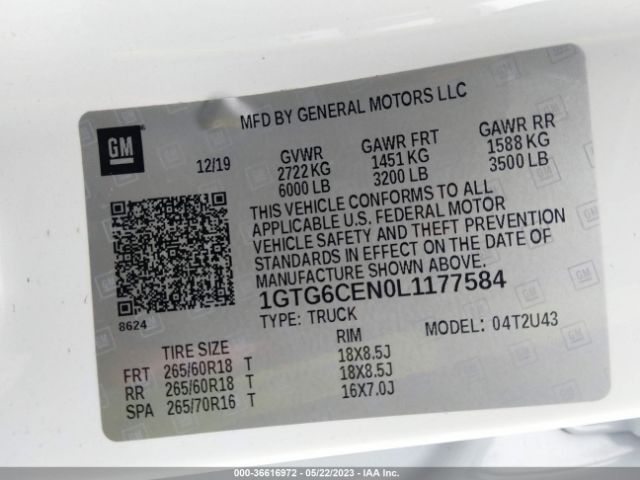 MFD BY GENERAL MOTORS LLC
GM
12/19
GVWR GAWR FRT GAWR RR
2722 KG 1451 KG 1588 KG
6000 LB 3200 LB 3500 LB
THIS VEHICLE CONFORMS TO ALL
APPLICABLE U.S. FEDERAL MOTOR
VEHICLE SAFETY AND THEFT PREVENTION
STANDARDS IN EFFECT ON THE DATE OF
MANUFACTURE SHOWN ABOVE.
1GTG6CEN0L1177584
8624
TYPE: TRUCK MODEL: 04T2U43
TIRE SIZE RIM
FRT 265/60R18 T 18X8.5J
RR 265/60R18 T 18X8.5J
SPA 265/70R16 T 16X7.0J
000-36616972 - 05/22/2023 - IAA Inc.